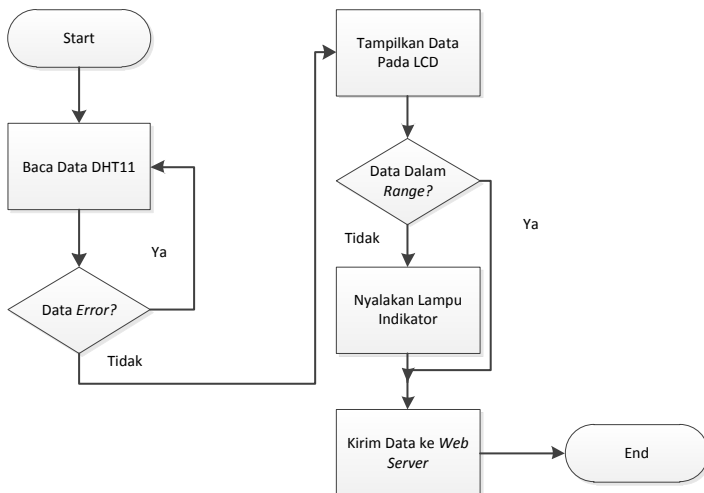 Start
Baca Data DHT11
Ya
Data Error?
Tidak
Tampilkan Data
Pada LCD
Data Dalam
Range?
Ya
Tidak
Nyalakan Lampu
Indikator
Kirim Data ke Web
Server
End